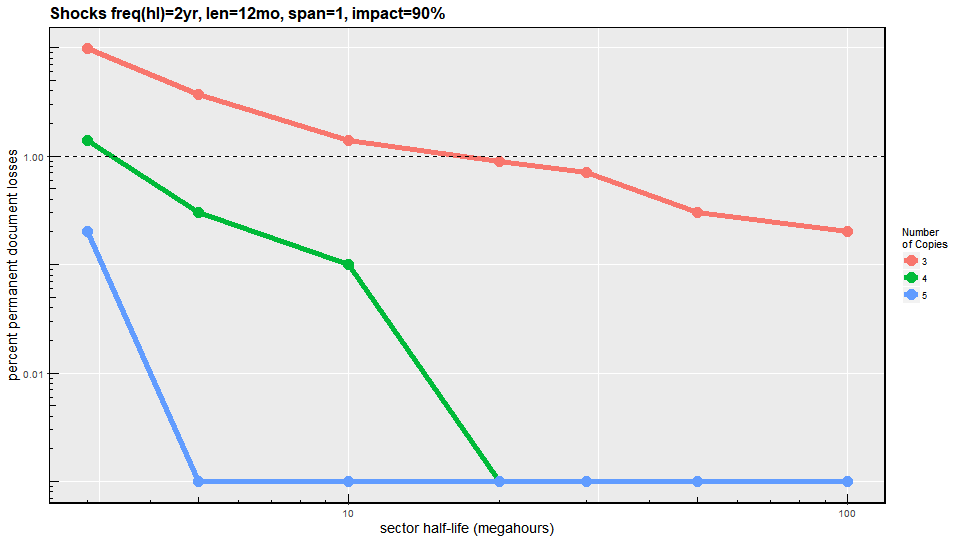 Shocks freq(hl)=2yr, len=12mo, span=1, impact=90%
percent permanent document losses
1.00
0.01
10
100
sector half-life (megahours)
Number
of Copies
3
4
5